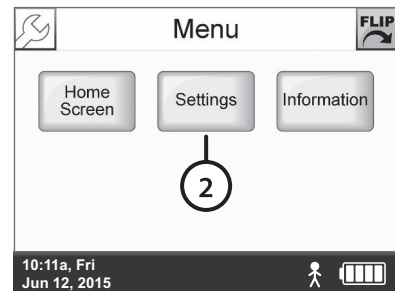 Menu
FLIP
Home
Screen
Settings
Information
2
10:11a, Fri
Jun 12, 2015